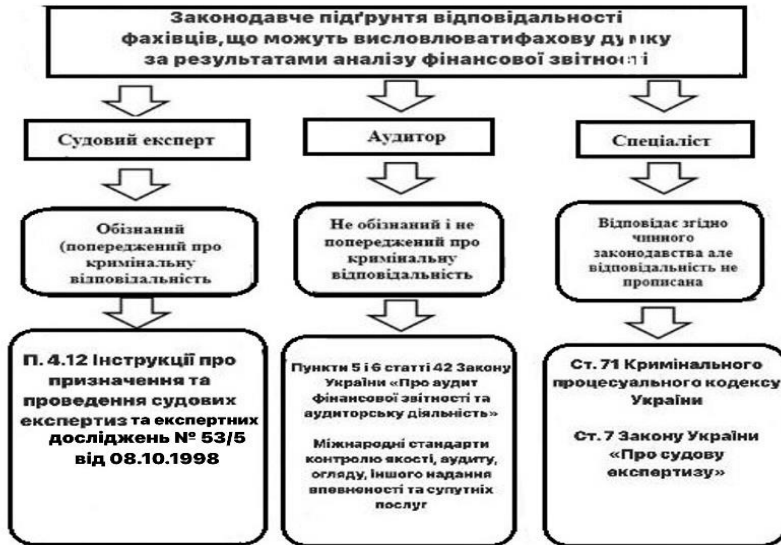 Законодавче підґрунтя відповідальності
фахівців,що можуть висловлюватифахову думку
за результатами аналізу фінансової звітності
Судовий експерт
Аудитор
Спеціаліст
Обізнаний
(попереджений про
кримінальну
відповідальність
Не обізнаний і не
попереджений про
кримінальну
відповідальність
Відповідає згідно
чинного
законодавства але
відповідальність не
прописана
П. 4.12 Інструкції про
призначення та
проведення судових
експертиз та експертних
досліджень № 53/5
від 08.10.1998
Пункти 5 і 6 статті 42 Закону
України «Про аудит
фінансової звітності та
аудиторську діяльність»
Міжнародні стандарти
контролю якості, аудиту,
огляду, іншого надання
впевненості та супутніх
послуг
Ст. 71 Кримінального
процесуального кодексу
України
Ст. 7 Закону України
«Про судову
експертизу»